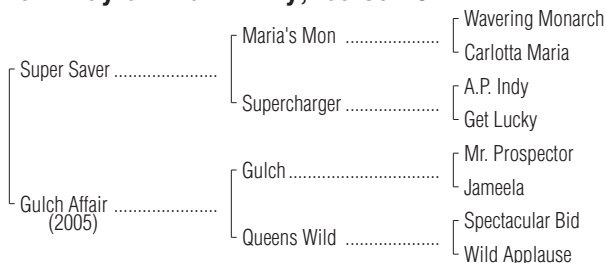 Super Saver ......................
Gulch Affair ......................
(2005)
Maria's Mon ....................
Supercharger ....................
Gulch................................
Queens Wild ....................
Wavering Monarch
Carlotta Maria
A.P. Indy
Get Lucky
Mr. Prospector
Jameela
Spectacular Bid
Wild Applause